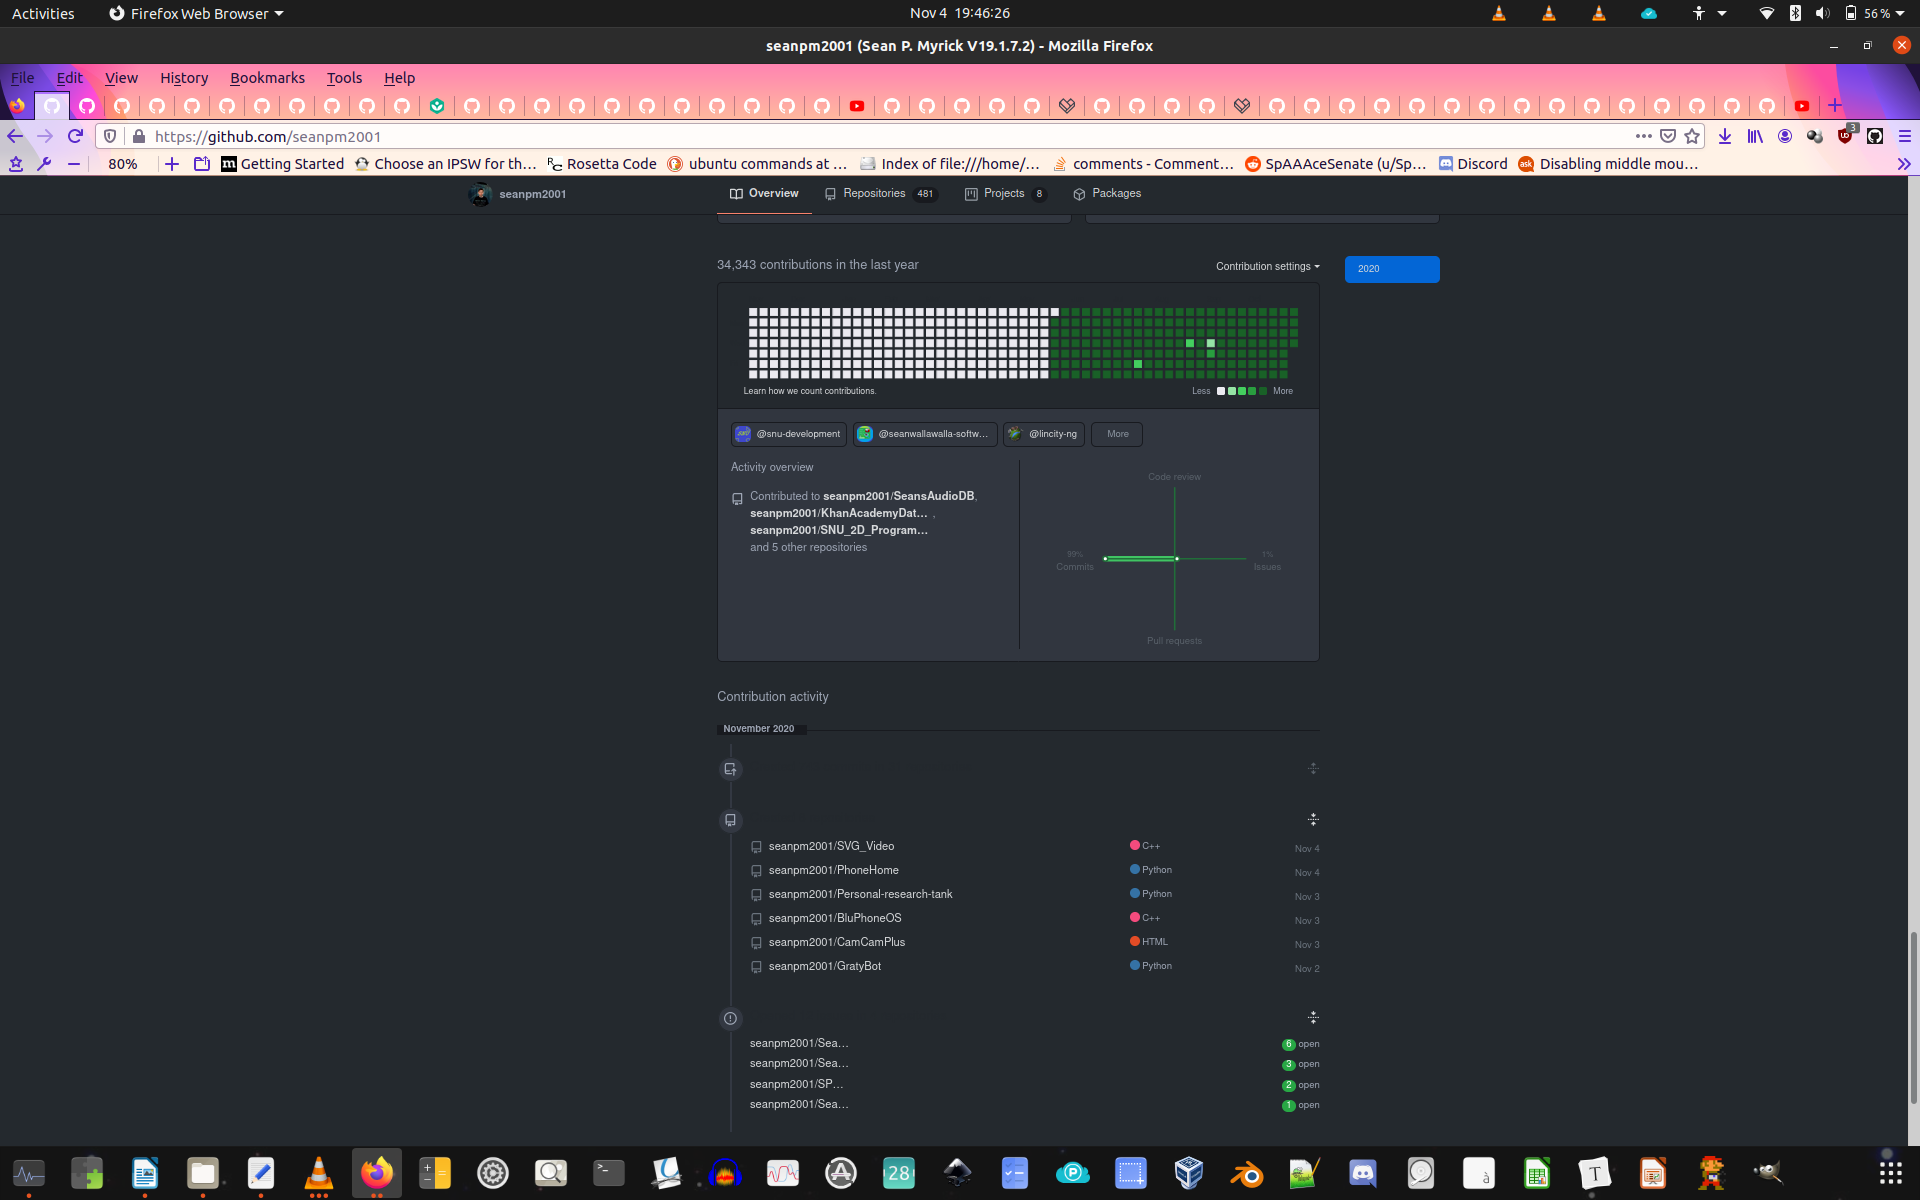 Activities
Firefox Web Browser
Nov 4 19:46:26
56 %
seanpm2001 (Sean P. Myrick V19.1.7.2) - Mozilla Firefox
File Edit View History Bookmarks Tools Help
https://github.com/seanpm2001
3
80%
Getting Started
Choose an IPSW for th…
Rosetta Code
ubuntu commands at …
Index of file:///home/…
comments - Comment…
SpAAAceSenate (u/Sp…
Discord
Disabling middle mou…
seanpm2001
Overview
Repositories 481
Projects 8
Packages
34,343 contributions in the last year
Contribution settings
2020
Learn how we count contributions.
Less
More
@snu-development
@seanwallawalla-softw…
@lincity-ng
More
Activity overview
Contributed to seanpm2001/SeansAudioDB,
seanpm2001/KhanAcademyDat… ,
seanpm2001/SNU_2D_Program…
and 5 other repositories
Code review
99%
Commits
1%
Issues
Pull requests
Contribution activity
November 2020
seanpm2001/SVG_Video C++ Nov 4
seanpm2001/PhoneHome Python Nov 4
seanpm2001/Personal-research-tank Python Nov 3
seanpm2001/BluPhoneOS C++ Nov 3
seanpm2001/CamCamPlus HTML Nov 3
seanpm2001/GratyBot Python Nov 2
seanpm2001/Sea… 6 open
seanpm2001/Sea… 3 open
seanpm2001/SP… 2 open
seanpm2001/Sea… 1 open
28